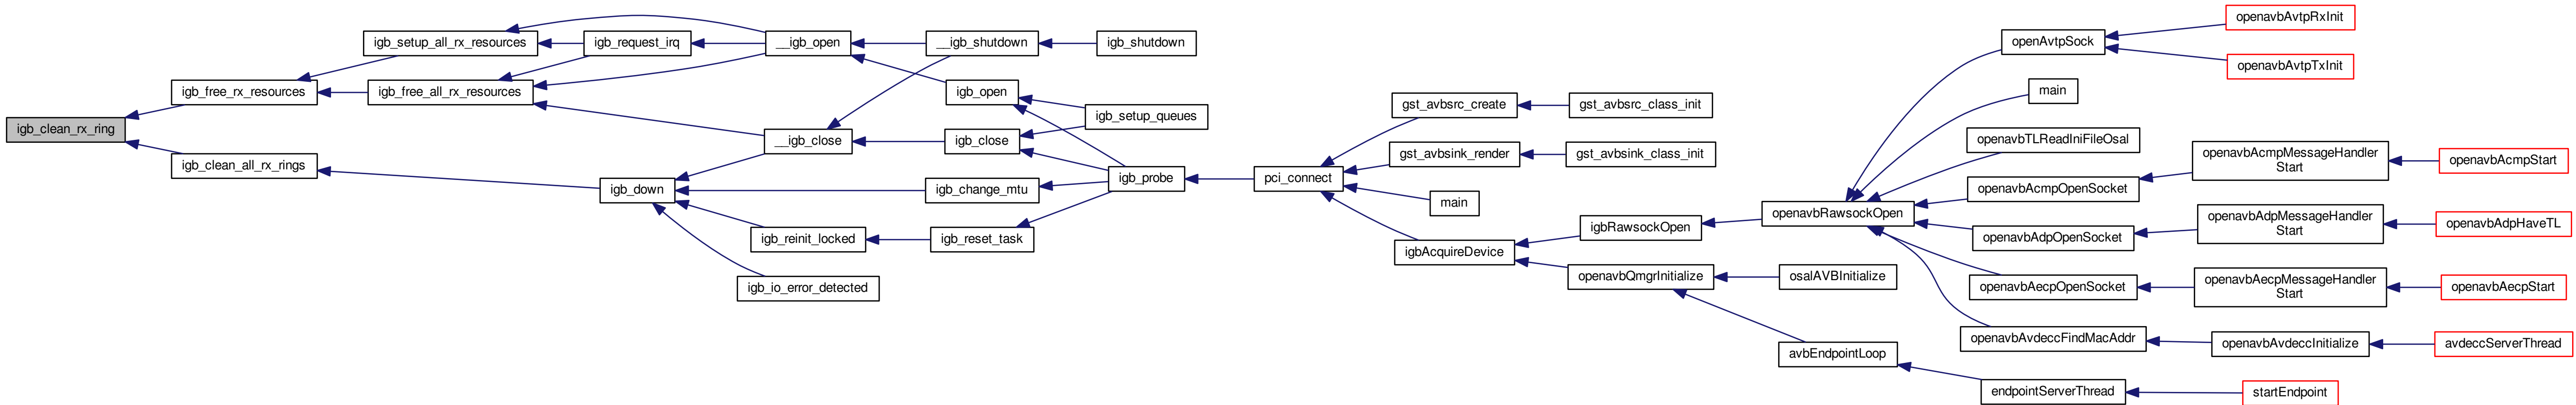 igb_clean_rx_ring
igb_free_rx_resources
igb_clean_all_rx_rings
igb_setup_all_rx_resources
igb_free_all_rx_resources
igb_request_irq
igb_down
__igb_open
__igb_close
igb_reinit_locked
igb_io_error_detected
__igb_shutdown
igb_open
igb_close
igb_change_mtu
igb_reset_task
igb_shutdown
igb_setup_queues
igb_probe
pci_connect
gst_avbsrc_create
gst_avbsink_render
main
igbAcquireDevice
gst_avbsrc_class_init
gst_avbsink_class_init
igbRawsockOpen
openavbQmgrInitialize
openavbRawsockOpen
osalAVBInitialize
avbEndpointLoop
openAvtpSock
main
openavbTLReadIniFileOsal
openavbAcmpOpenSocket
openavbAdpOpenSocket
openavbAecpOpenSocket
openavbAvdeccFindMacAddr
endpointServerThread
openavbAvtpRxInit
openavbAvtpTxInit
openavbAcmpMessageHandler
Start
openavbAdpMessageHandler
Start
openavbAecpMessageHandler
Start
openavbAvdeccInitialize
startEndpoint
openavbAcmpStart
openavbAdpHaveTL
openavbAecpStart
avdeccServerThread